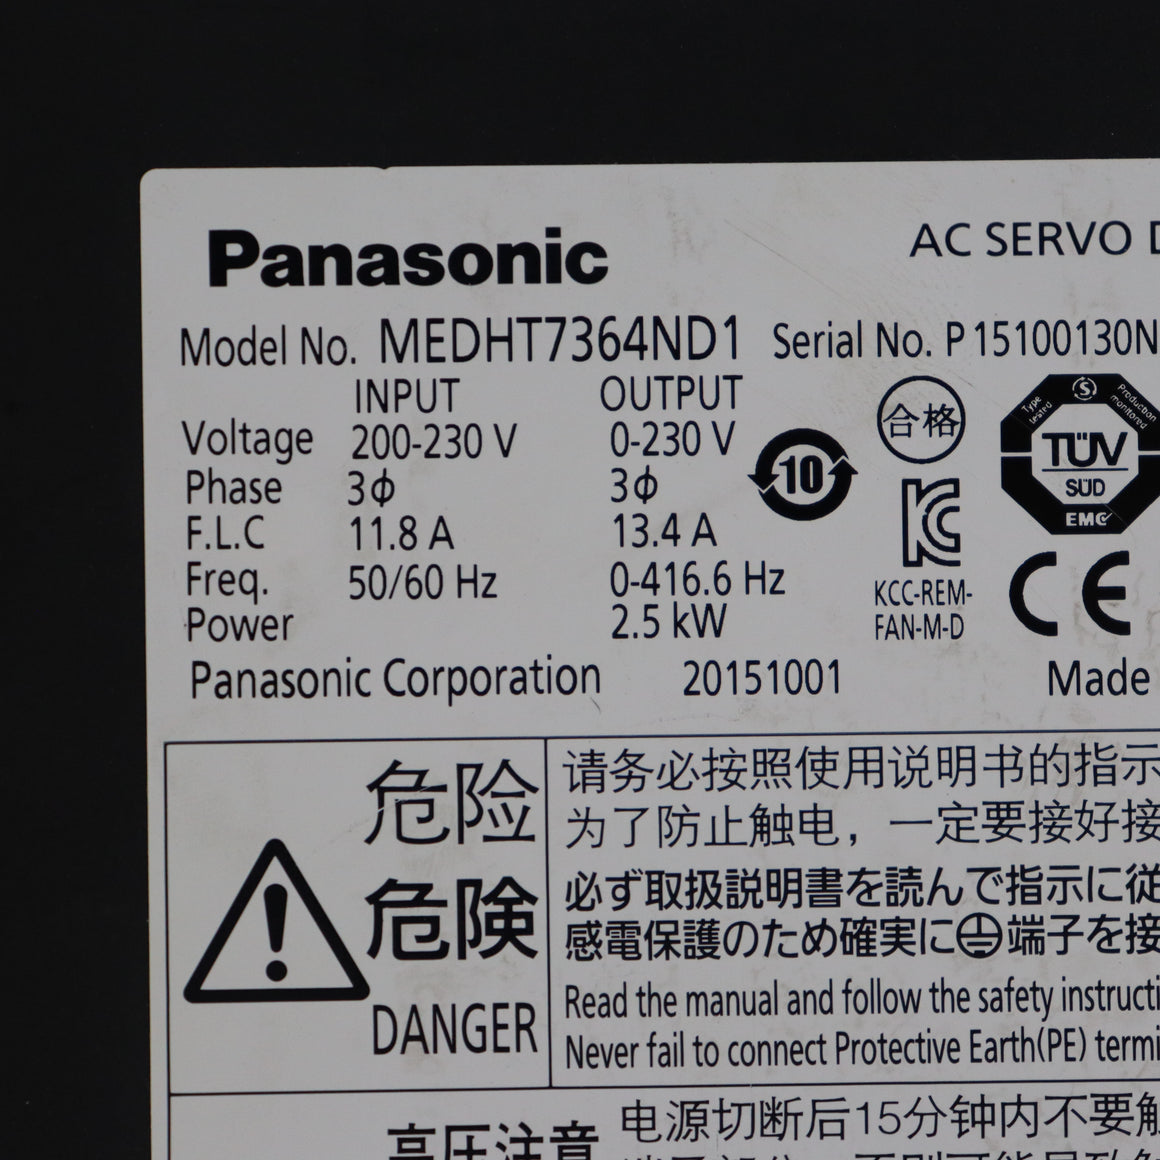 Panasonic
AC SERVO D
Model No. MEDHT7364ND1 Serial No. P15100130N
INPUT OUTPUT
Voltage 200-230 V 0-230 V
Phase 3ϕ 3ϕ
F.L.C 11.8 A 13.4 A
Freq. 50/60 Hz 0-416.6 Hz
Power 2.5 kW
10
合格
KCC-REM-
FAN-M-D
Type tested
Production monitored
TÜV
SÜD
EMC
CE
Panasonic Corporation 20151001 Made
危险
危険
DANGER
请务必按照使用说明书的指示
为了防止触电，一定要接好接
必ず取扱説明書を読んで指示に従
感電保護のため確実に端子を接
Read the manual and follow the safety instructi
Never fail to connect Protective Earth(PE) termi
高压注意
电源切断后15分钟内不要触